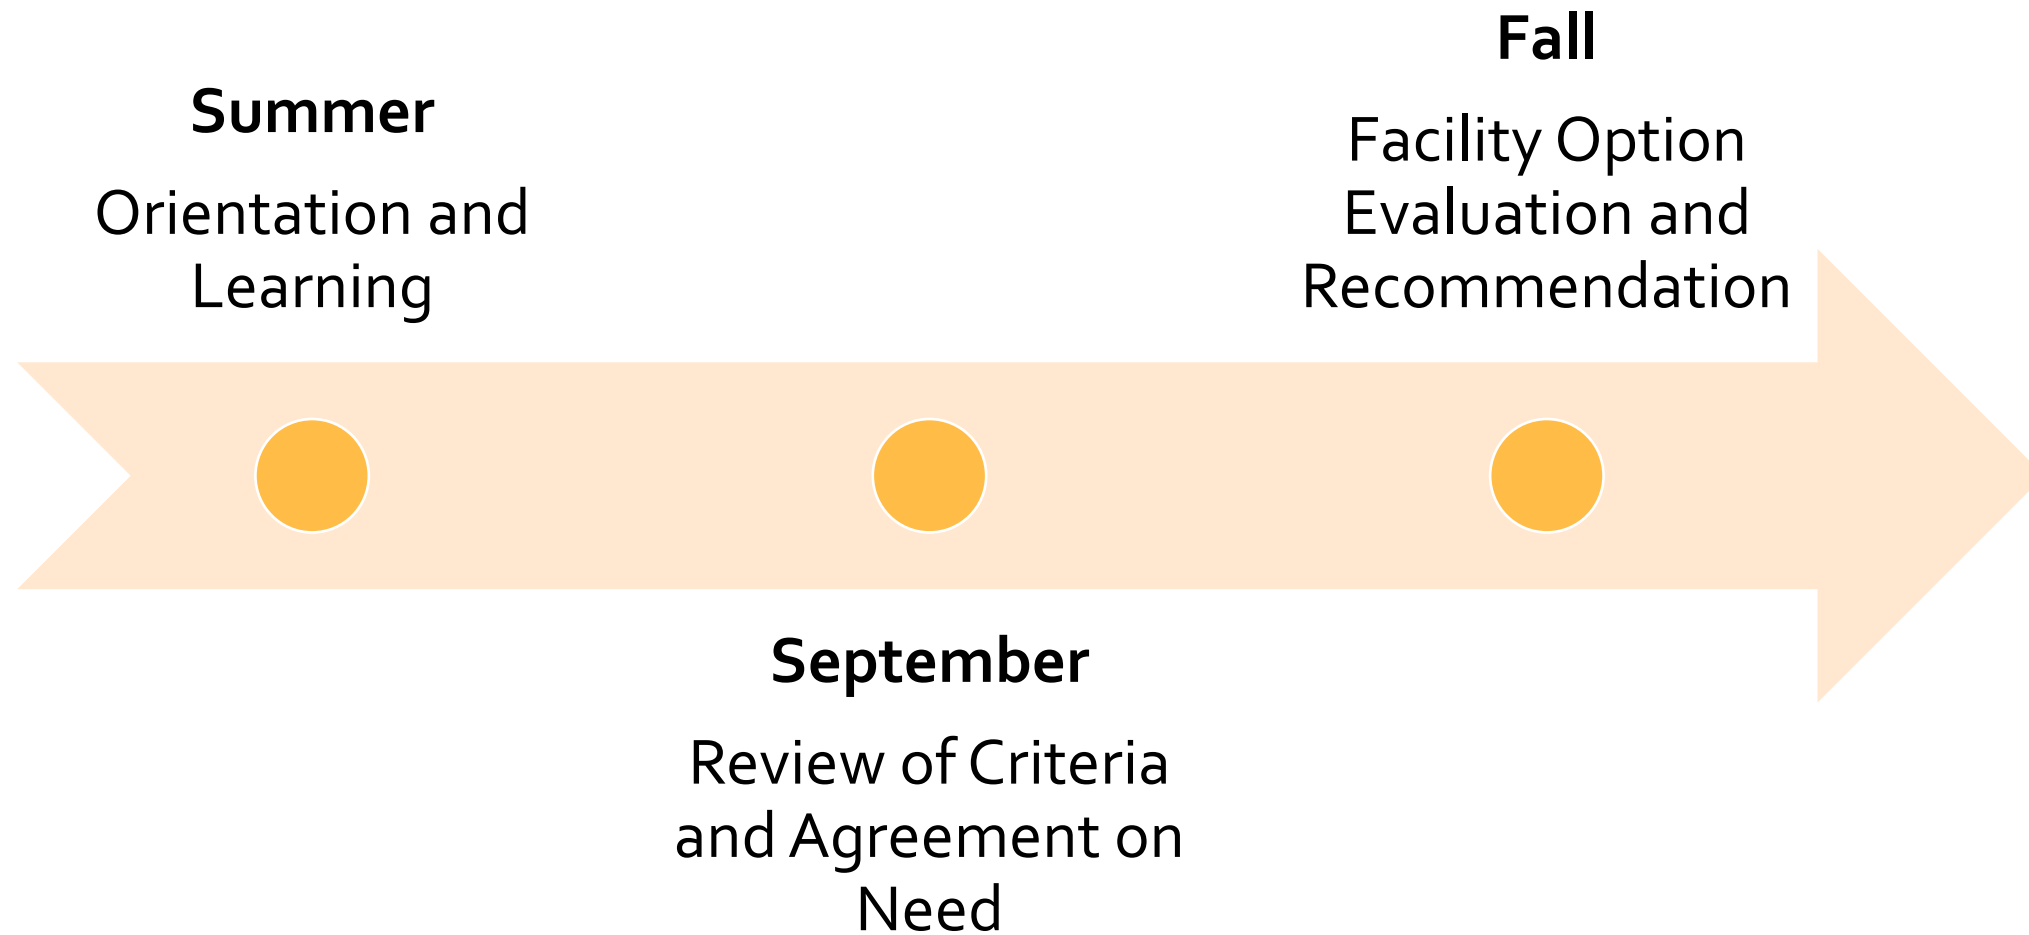 Summer
Orientation and
Learning
September
Review of Criteria
and Agreement on
Need
Fall
Facility Option
Evaluation and
Recommendation